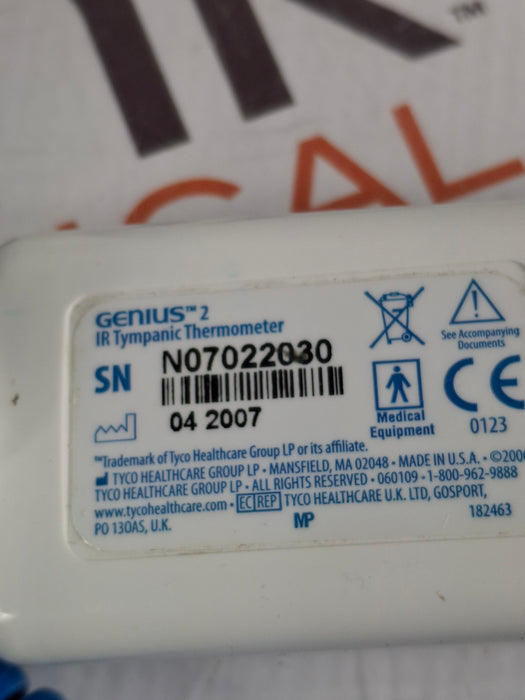 TM
ICAL
GENIUS™ 2
IR Tympanic Thermometer
SN N07022030
04 2007
See Accompanying
Documents
Medical
Equipment
CE
0123
™Trademark of Tyco Healthcare Group LP or its affiliate.
TYCO HEALTHCARE GROUP LP • MANSFIELD, MA 02048 • MADE IN U.S.A. • ©200
TYCO HEALTHCARE GROUP LP • ALL RIGHTS RESERVED • 060109 • 1-800-962-9888
www.tycohealthcare.com • EC REP TYCO HEALTHCARE U.K. LTD, GOSPORT,
PO 130AS, U.K.
MP
182463